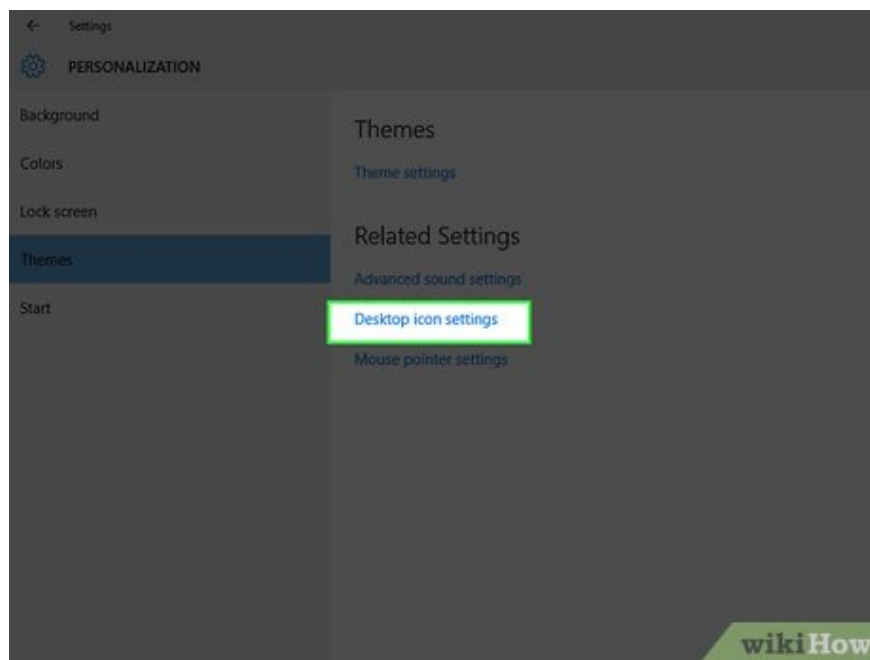 Settings
PERSONALIZATION
Background
Colors
Lock screen
Themes
Start
Themes
Theme settings
Related Settings
Advanced sound settings
Desktop icon settings
Mouse pointer settings
wikiHow